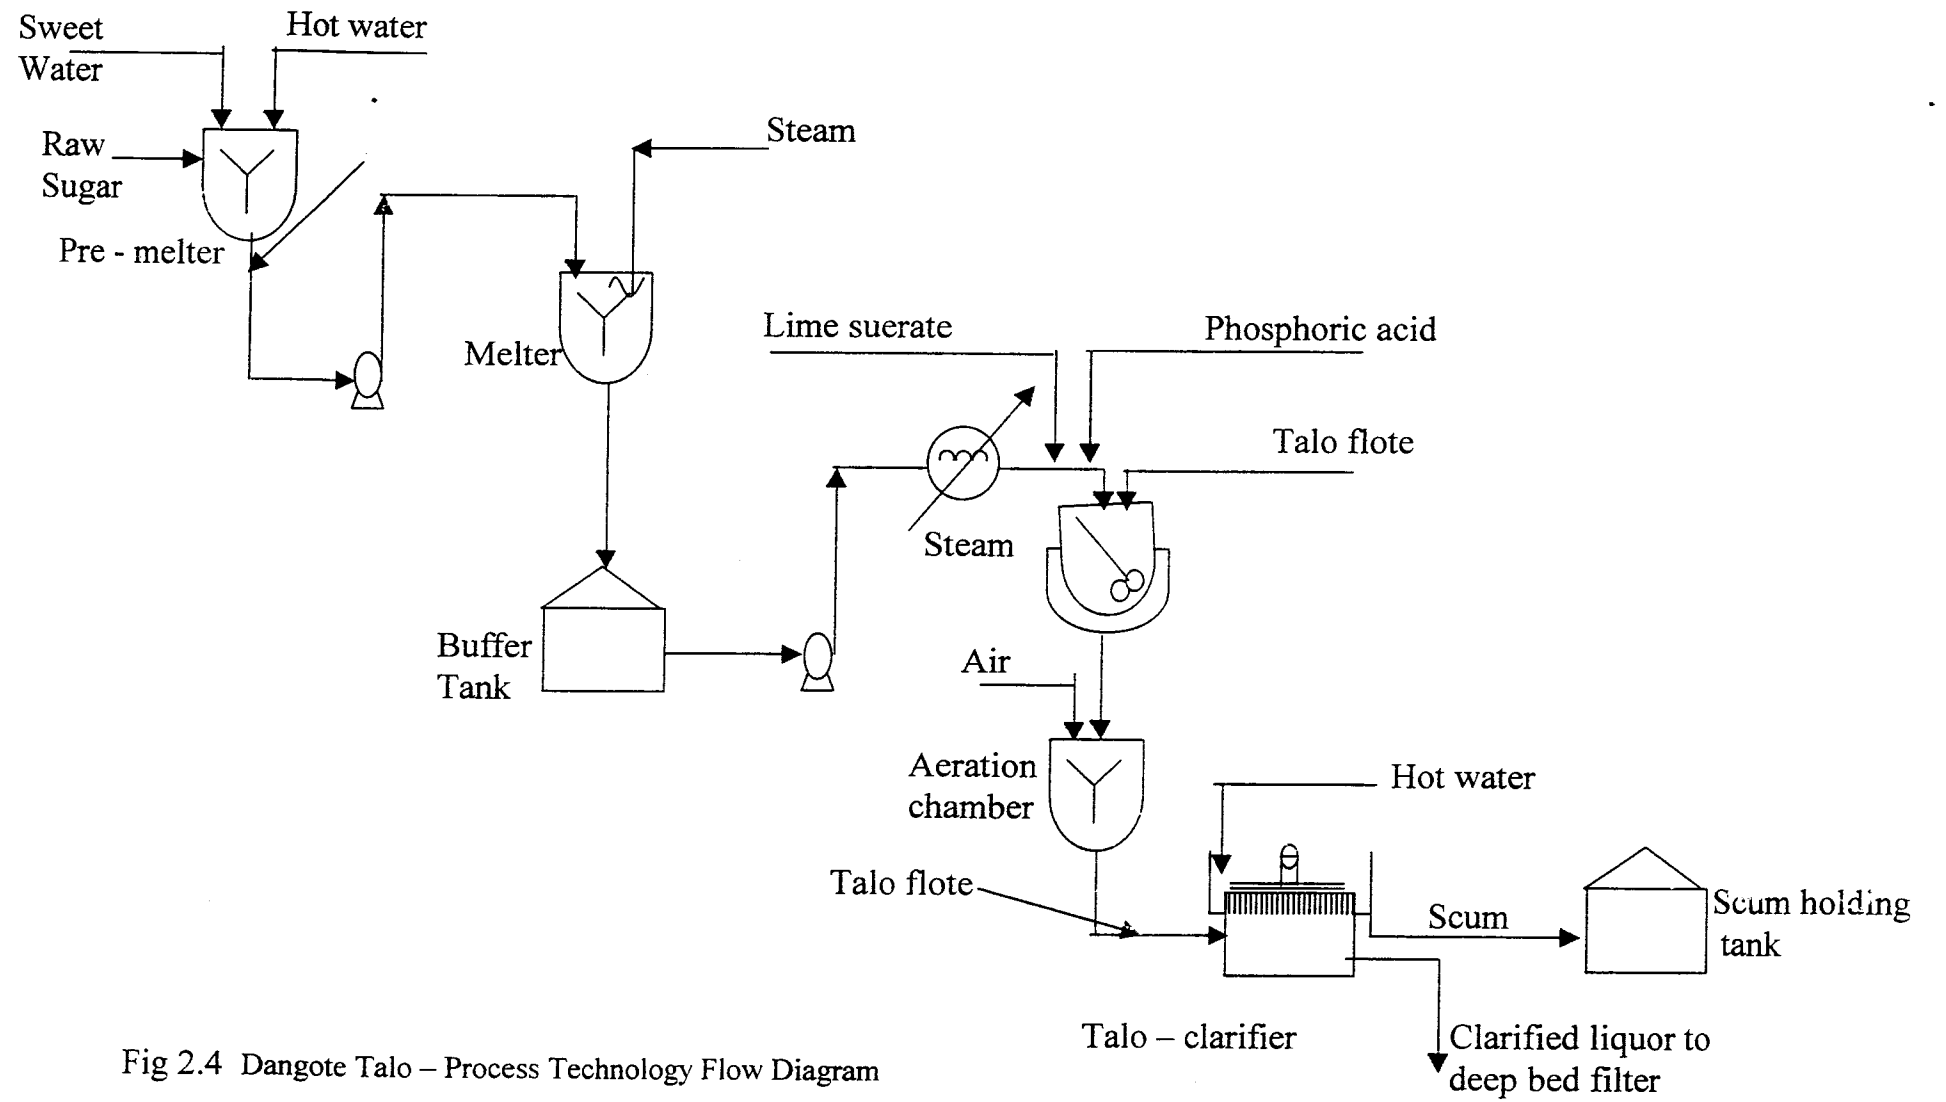 Sweet
Water
Hot water
Raw
Sugar
Steam
Pre - melter
Melter
Lime suerate
Phosphoric acid
Talo flote
Steam
Buffer
Tank
Air
Aeration
chamber
Hot water
Talo flote
Scum
Scum holding
tank
Talo – clarifier
Clarified liquor to
deep bed filter
Fig 2.4 Dangote Talo – Process Technology Flow Diagram